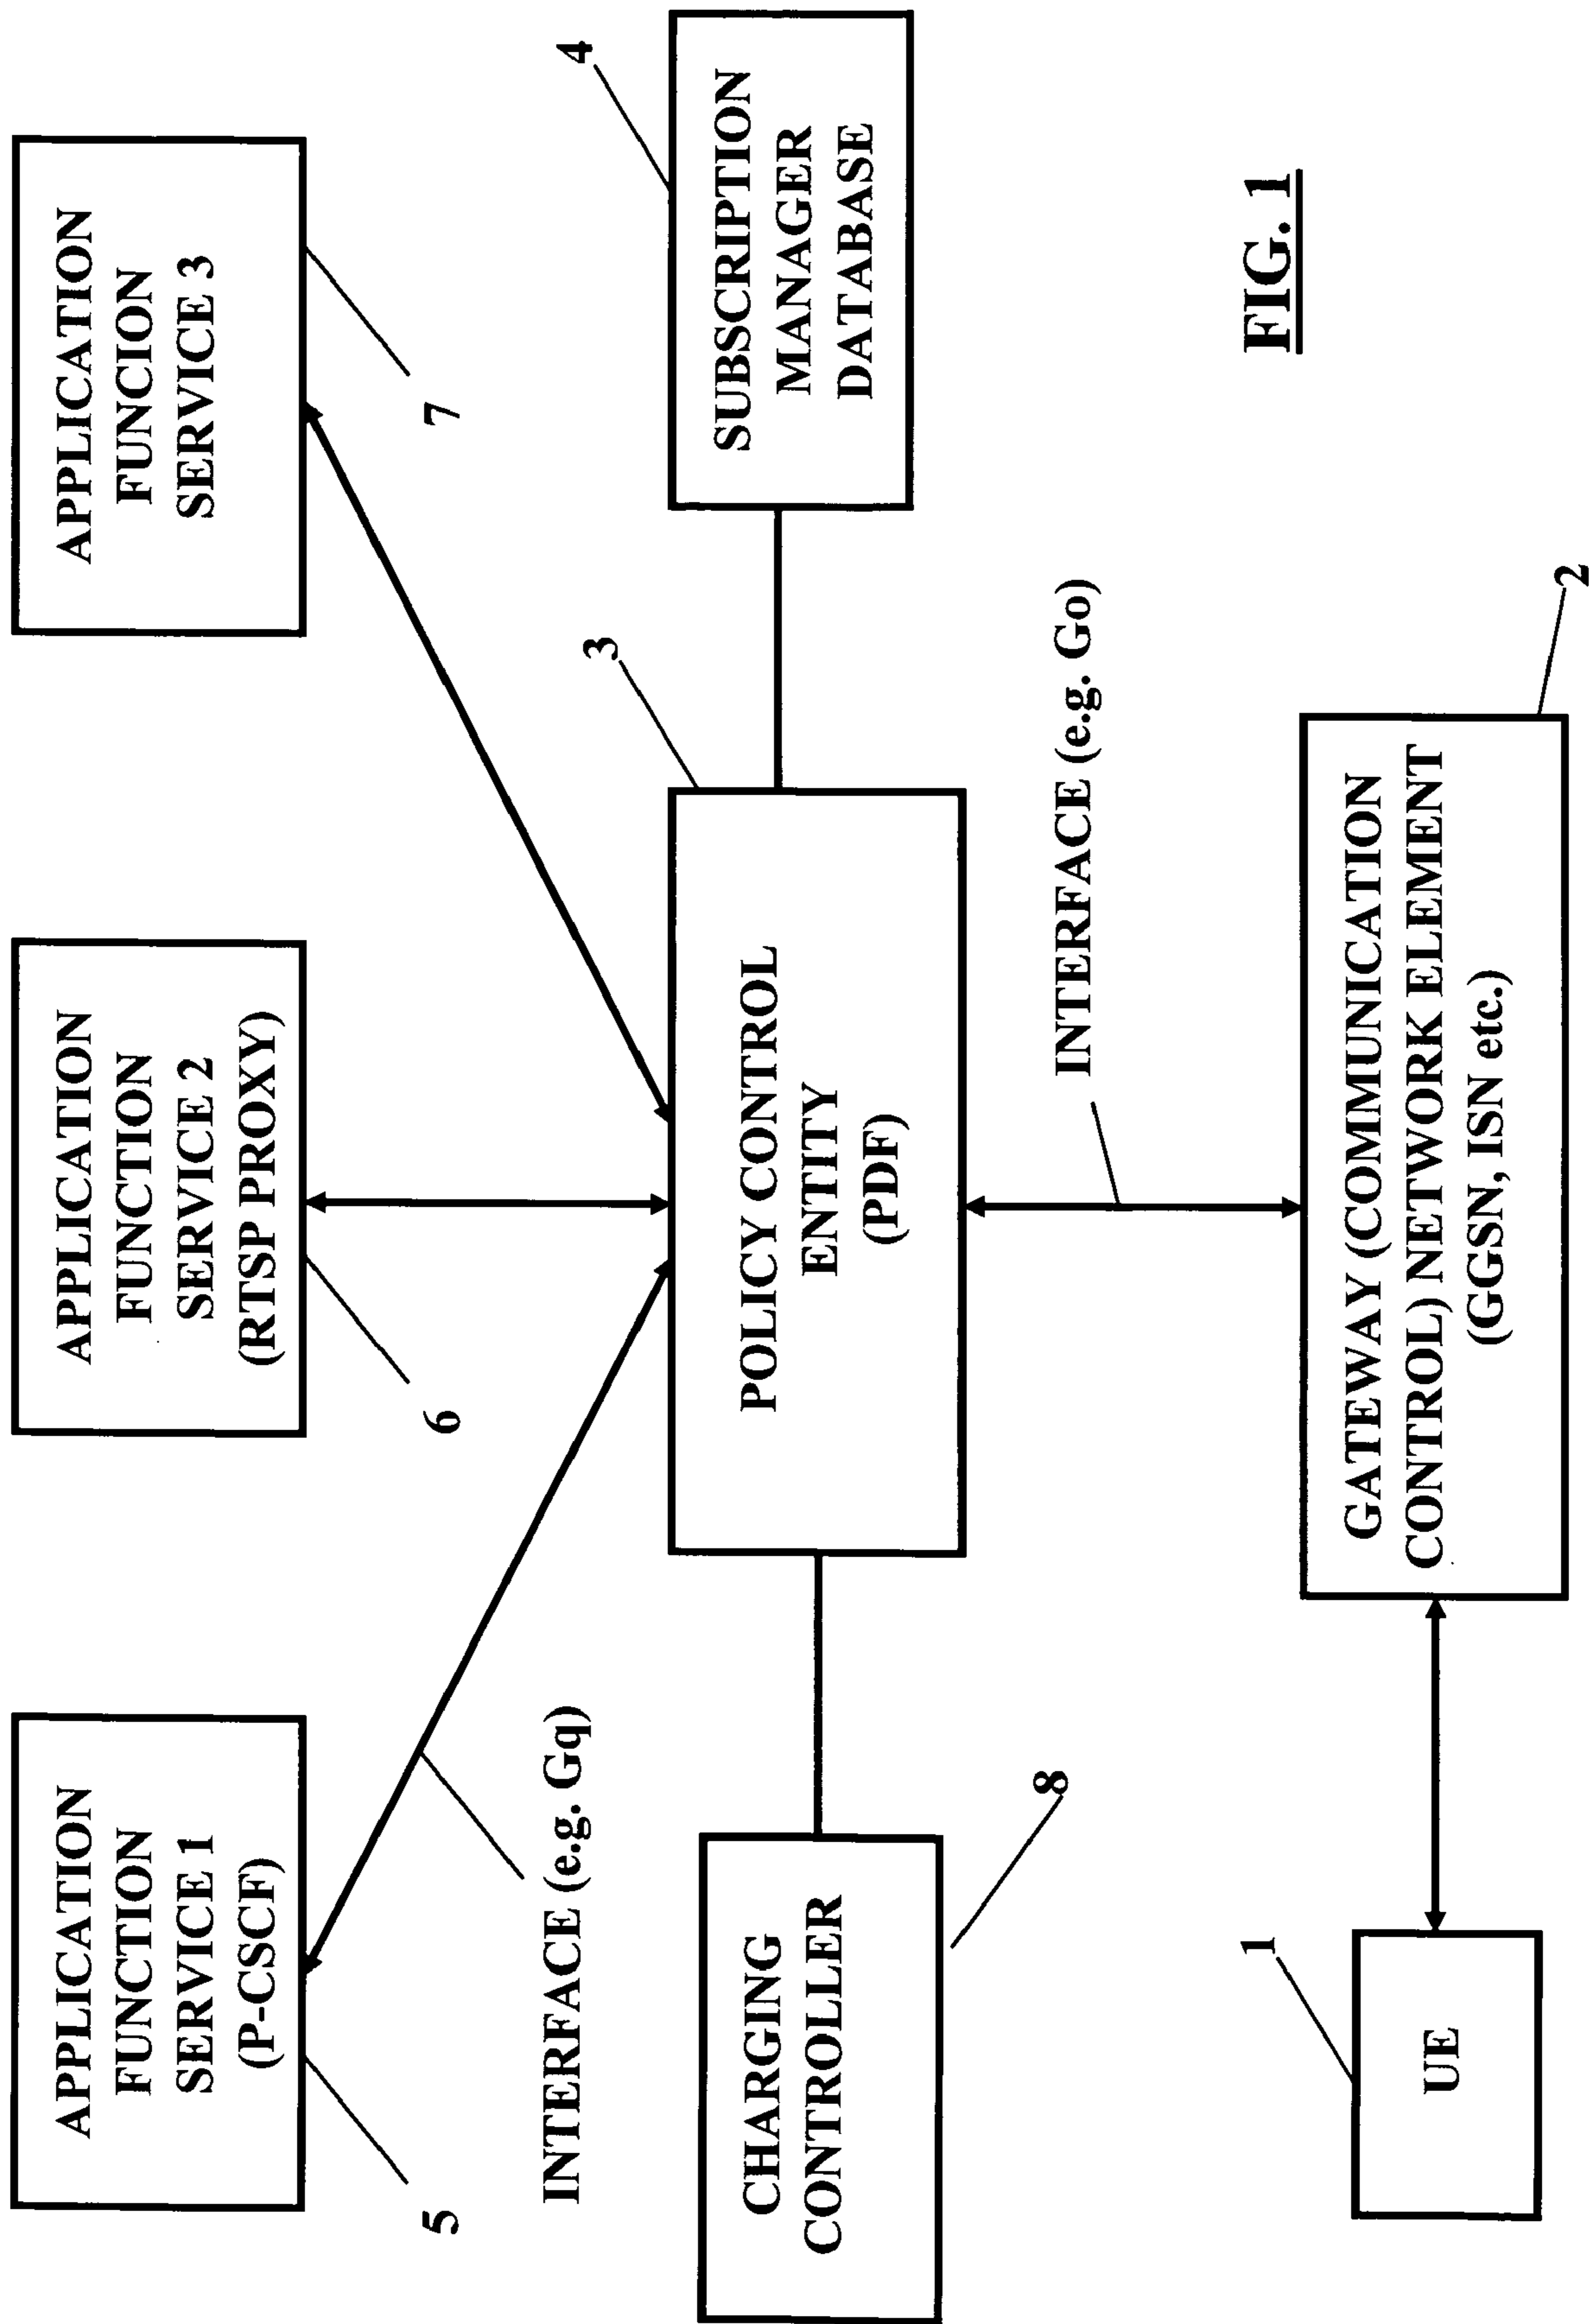 APPLICATION
FUNCTION
SERVICE 1
(P-CSCF)
5
APPLICATION
FUNCTION
SERVICE 2
(RTSP PROXY)
6
APPLICATION
FUNCION
SERVICE 3
7
INTERFACE (e.g. Gq)
CHARGING
CONTROLLER
8
POLICY CONTROL
ENTITY
(PDF)
3
SUBSCRIPTION
MANAGER
DATABASE
4
INTERFACE (e.g. Go)
UE
1
GATEWAY (COMMUNICATION
CONTROL) NETWORK ELEMENT
(GGSN, ISN etc.)
2
FIG. 1